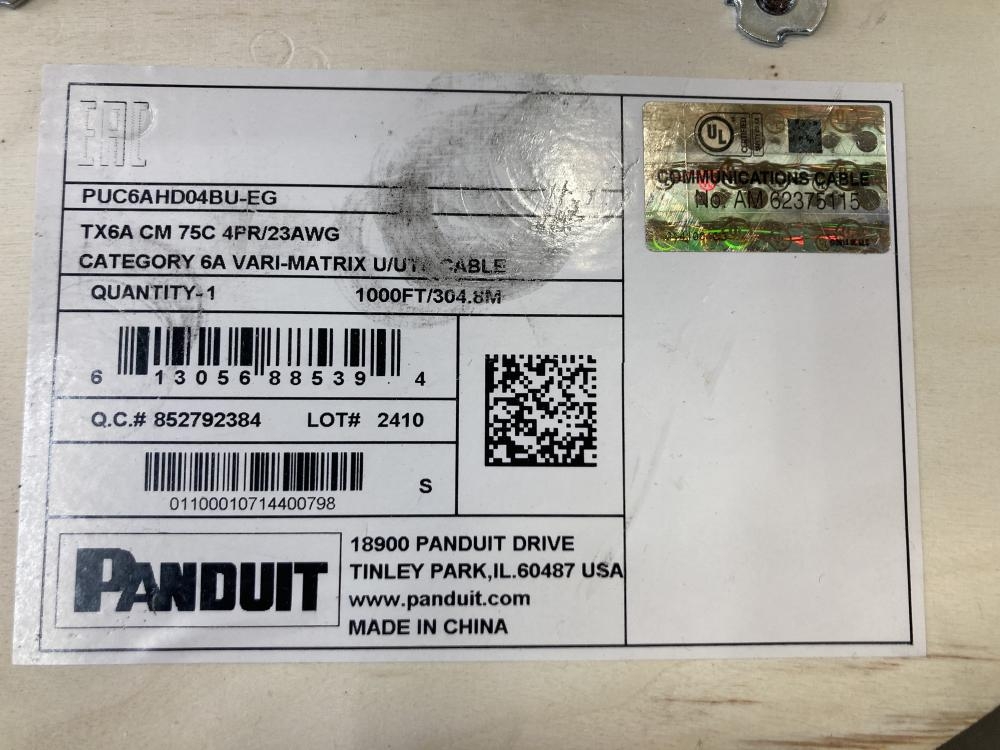 EAC
PUC6AHD04BU-EG
TX6A CM 75C 4PR/23AWG
CATEGORY 6A VARI-MATRIX U/UTP CABLE
QUANTITY-1 1000FT/304.8M
6 13056 88539 4
Q.C.# 852792384 LOT# 2410
01100010714400798 S
PANDUIT
18900 PANDUIT DRIVE
TINLEY PARK,IL.60487 USA
www.panduit.com
MADE IN CHINA
UL
COMMUNICATIONS CABLE
No. AM 62375115